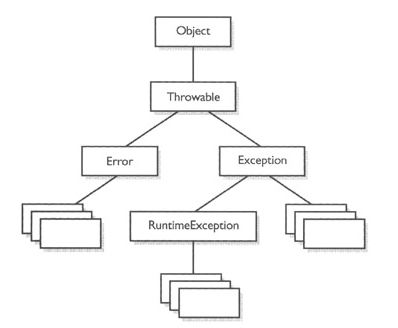 Object
Throwable
Error
Exception
RuntimeException